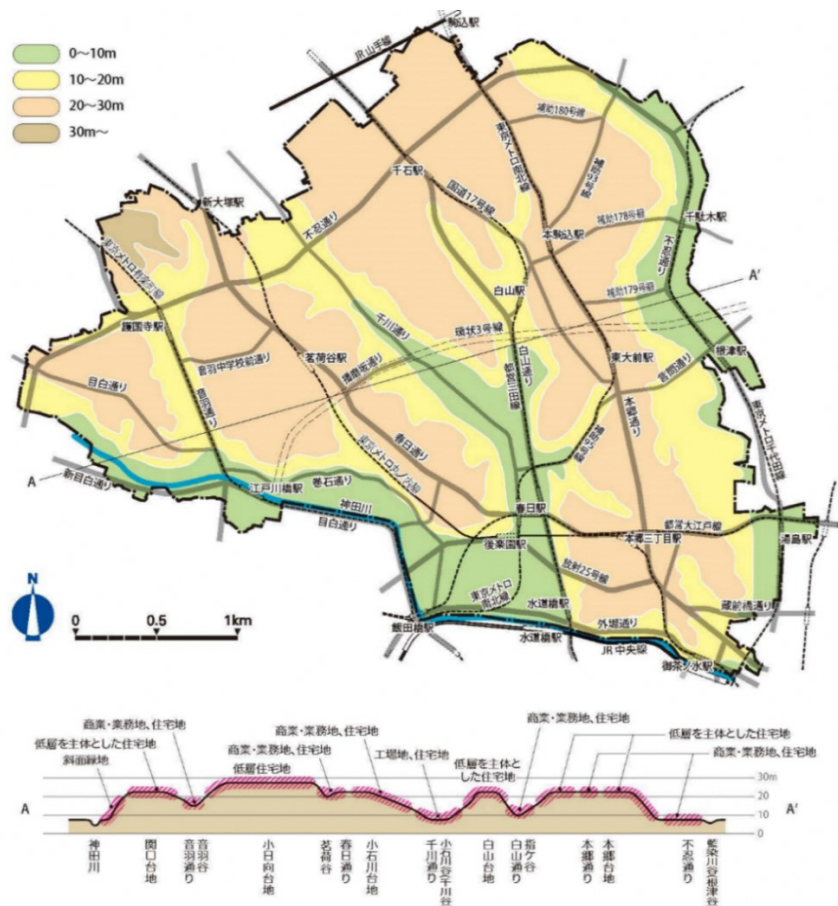 0～10m
10～20m
20～30m
30m～
駒込駅
JR山手線
補助180号線
東京メトロ南北線
補助93号線
千石駅
国道17号線
新大塚駅
不忍通り
千駄木駅
補助178号線
本駒込駅
不忍通り
白山駅
A'
補助179号線
護国寺駅
千川通り
環状3号線
根津駅
音羽中学校前通り
茗荷谷駅
播磨坂通り
白山通り
都営三田線
東大前駅
言問通り
目白通り
音羽通り
本郷通り
春日通り
東京メトロ千代田線
A
新目白通り
江戸川橋駅
巻石通り
神田川
目白通り
春日駅
都営大江戸線
本郷三丁目駅
湯島駅
後楽園駅
放射25号線
東京メトロ
南北線
水道橋駅
蔵前橋通り
外堀通り
飯田橋駅
水道橋駅
JR中央線
御茶ノ水駅
N
0 0.5 1km
商業・業務地、住宅地
低層を主体とした住宅地
斜面緑地
商業・業務地、住宅地
商業・業務地、住宅地
低層住宅地
工場地、住宅地
商業・業務地、住宅地
低層を主体と
した住宅地
低層を主体とした住宅地
商業・業務地、住宅地
30m
20
10
0
A
A'
神田川
関口台地
音羽通り
音羽谷
小日向台地
茗荷谷
春日通り
小石川台地
千川通り
小石川谷千川谷
白山台地
白山通り
指ケ谷
本郷通り
本郷台地
不忍通り
藍染川谷根津谷